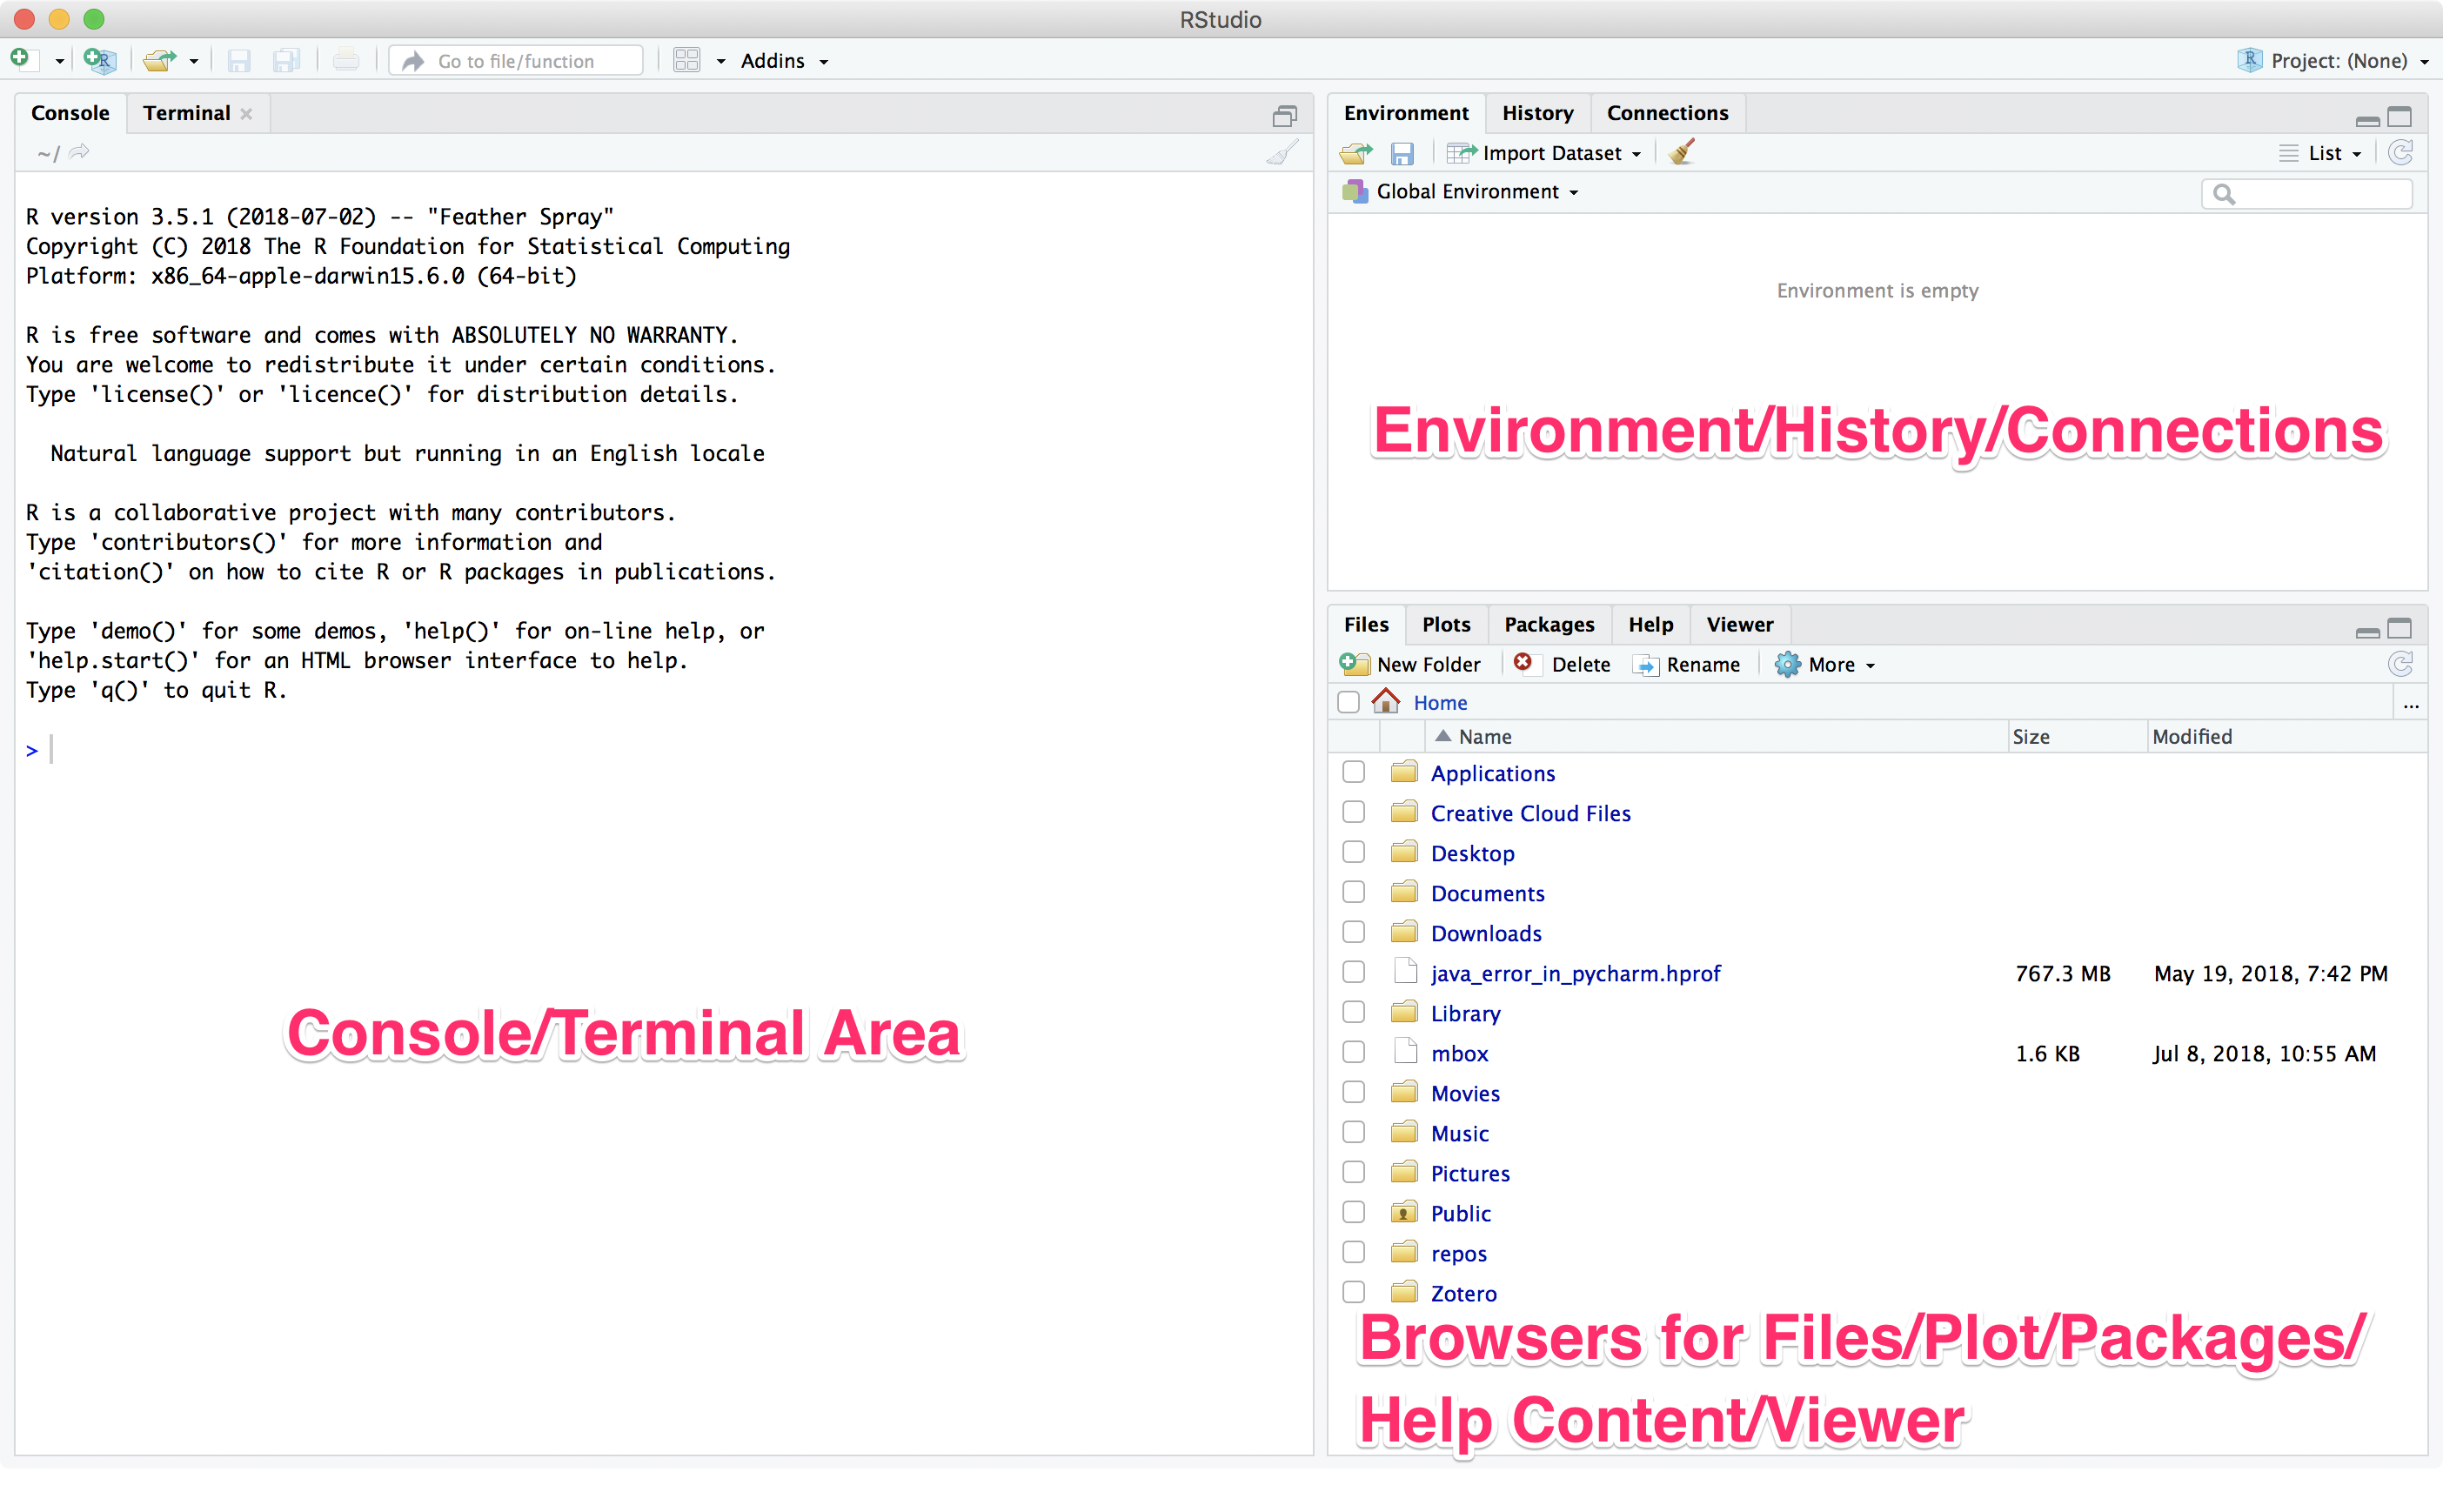 RStudio
Go to file/function
Addins
Project: (None)
Console
Terminal
~/
R version 3.5.1 (2018-07-02) -- "Feather Spray"
Copyright (C) 2018 The R Foundation for Statistical Computing
Platform: x86_64-apple-darwin15.6.0 (64-bit)
R is free software and comes with ABSOLUTELY NO WARRANTY.
You are welcome to redistribute it under certain conditions.
Type 'license()' or 'licence()' for distribution details.
Natural language support but running in an English locale
R is a collaborative project with many contributors.
Type 'contributors()' for more information and
'citation()' on how to cite R or R packages in publications.
Type 'demo()' for some demos, 'help()' for on-line help, or
'help.start()' for an HTML browser interface to help.
Type 'q()' to quit R.
>
Console/Terminal Area
Environment History Connections
Import Dataset List
Global Environment
Environment is empty
Environment/History/Connections
Files Plots Packages Help Viewer
New Folder Delete Rename More
Home ...
Name Size Modified
Applications
Creative Cloud Files
Desktop
Documents
Downloads
java_error_in_pycharm.hprof 767.3 MB May 19, 2018, 7:42 PM
Library
mbox 1.6 KB Jul 8, 2018, 10:55 AM
Movies
Music
Pictures
Public
repos
Zotero
Browsers for Files/Plot/Packages/
Help Content/Viewer